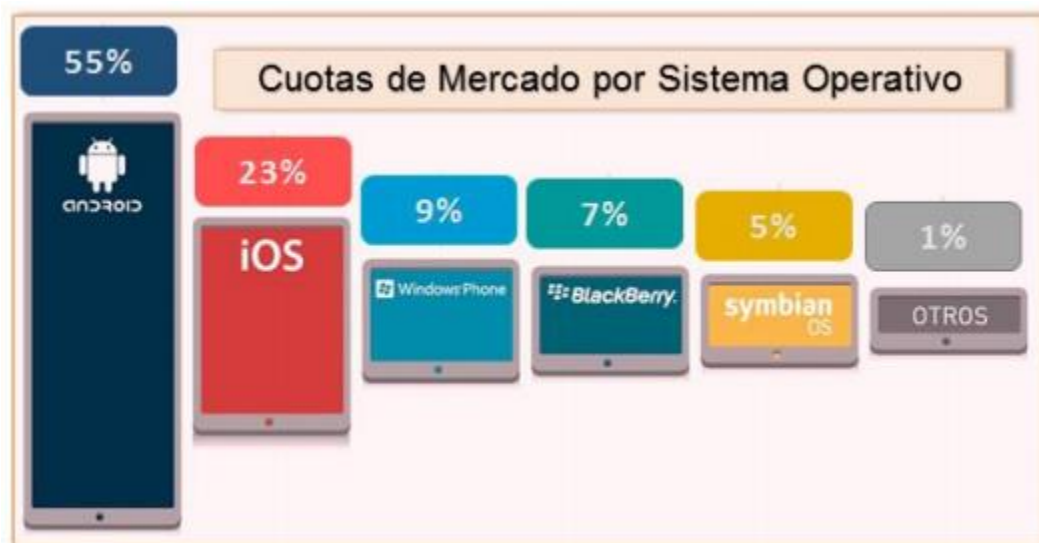 55%
Cuotas de Mercado por Sistema Operativo
ANDROID
23%
iOS
9%
Windows Phone
7%
BlackBerry.
5%
symbian
OS
1%
OTROS